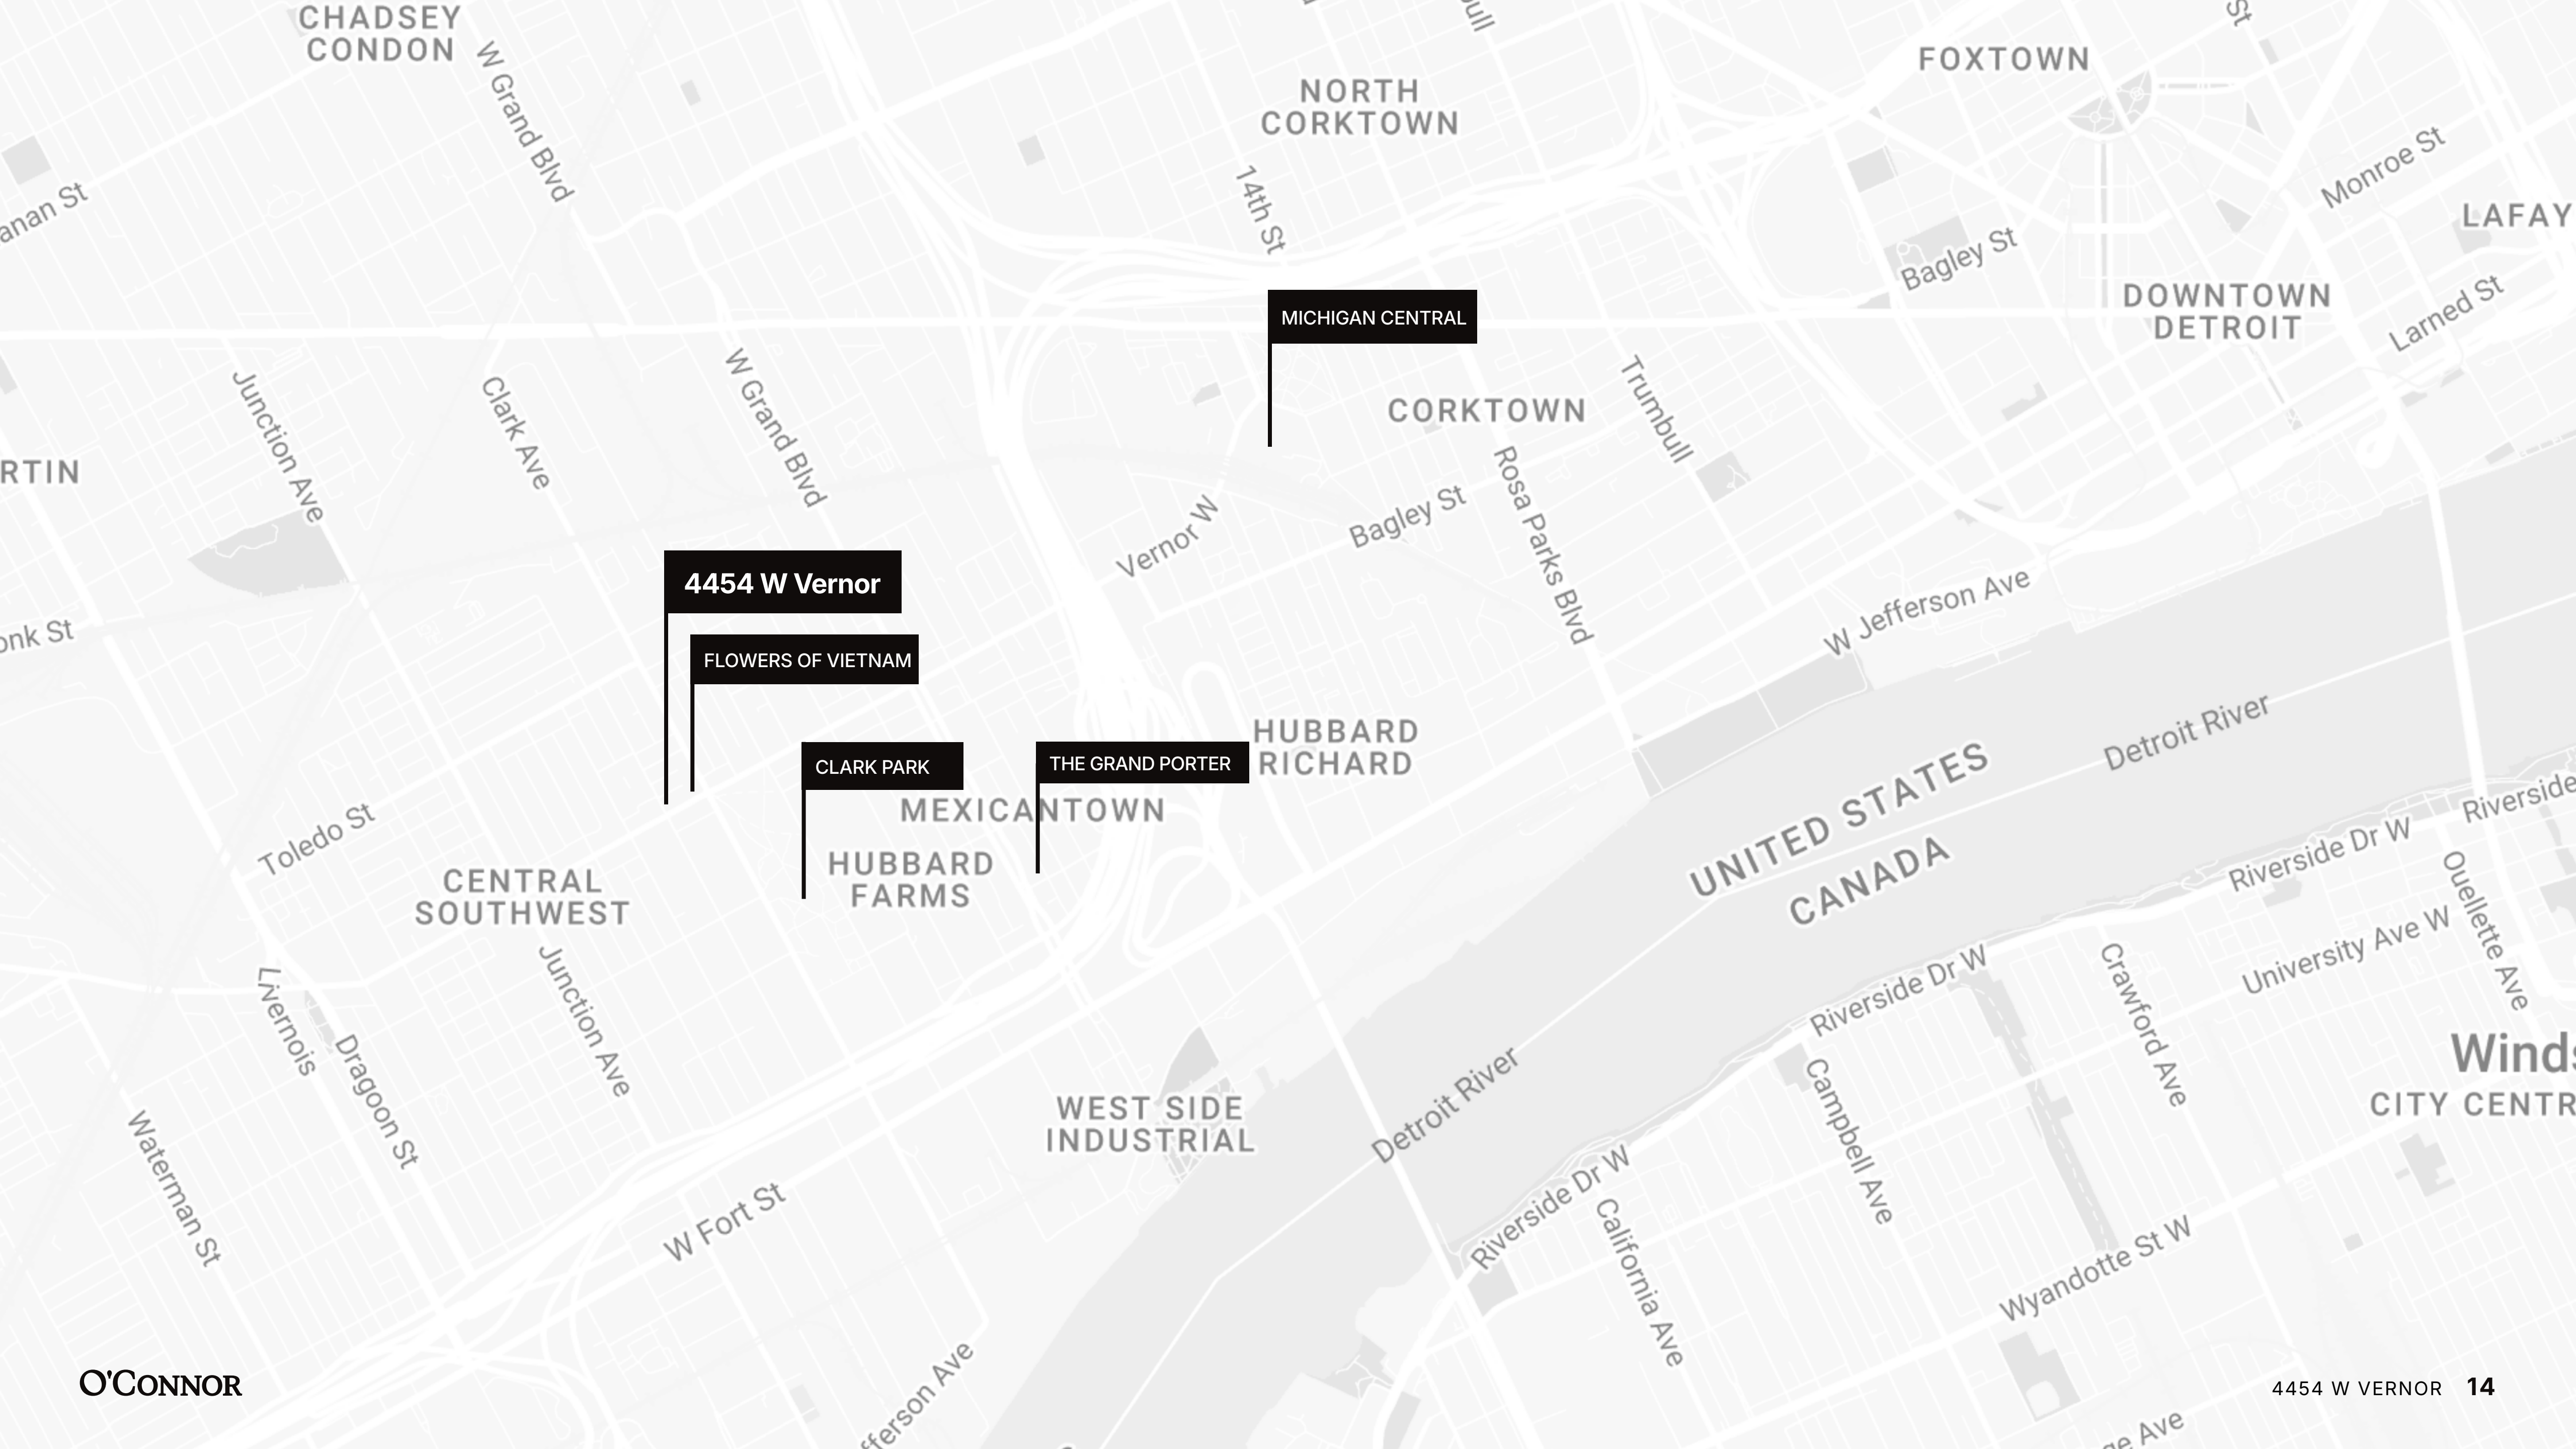 CHADSEY
CONDON
W Grand Blvd
NORTH
CORKTOWN
FOXTOWN
St
14th St
Monroe St
LAFAY
Bagley St
DOWNTOWN
DETROIT
Larned St
MICHIGAN CENTRAL
Junction Ave
Clark Ave
W Grand Blvd
CORKTOWN
Trumbull
RTIN
Vernor W
Bagley St
Rosa Parks Blvd
4454 W Vernor
W Jefferson Ave
onk St
FLOWERS OF VIETNAM
CLARK PARK
THE GRAND PORTER
HUBBARD
RICHARD
MEXICANTOWN
HUBBARD
FARMS
Toledo St
CENTRAL
SOUTHWEST
UNITED STATES
CANADA
Detroit River
Riverside
Riverside Dr W
Ouellette Ave
University Ave W
Riverside Dr W
Crawford Ave
Livernois
Dragoon St
Junction Ave
Waterman St
WEST SIDE
INDUSTRIAL
Detroit River
Campbell Ave
Winds
CITY CENTR
W Fort St
Riverside Dr W
California Ave
Wyandotte St W
fferson Ave
ge Ave
O'CONNOR
4454 W VERNOR 14